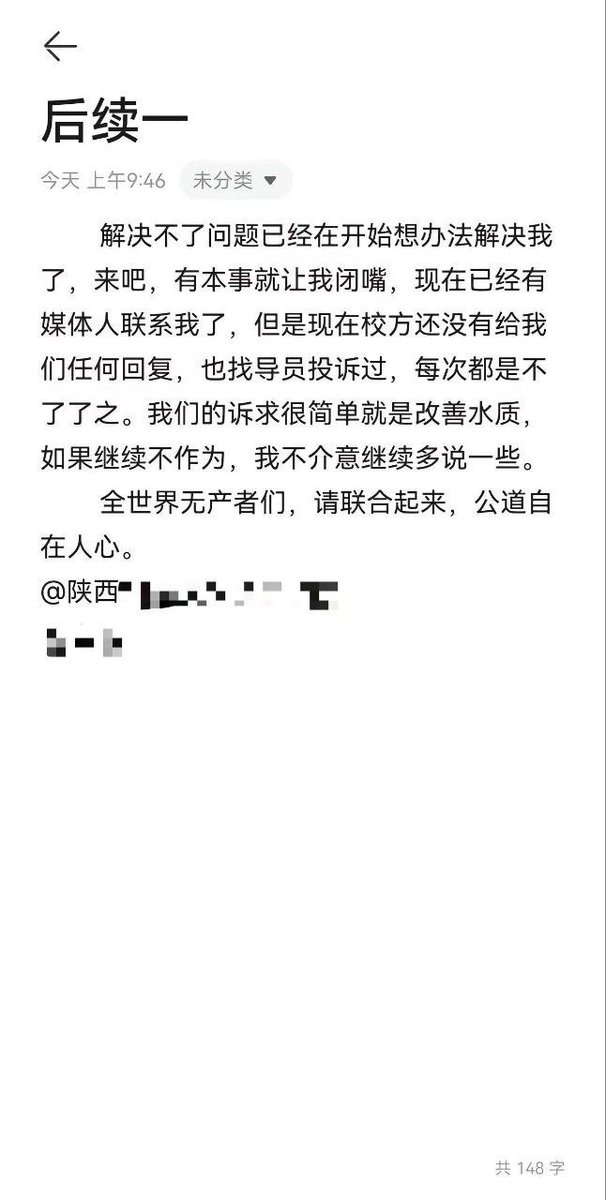 后续一
今天 上午9:46 未分类
解决不了问题已经在开始想办法解决我
了，来吧，有本事就让我闭嘴，现在已经有
媒体人联系我了，但是现在校方还没有给我
们任何回复，也找导员投诉过，每次都是不
了了之。我们的诉求很简单就是改善水质，
如果继续不作为，我不介意继续多说一些。
全世界无产者们，请联合起来，公道自
在人心。
@陕西
共 148 字